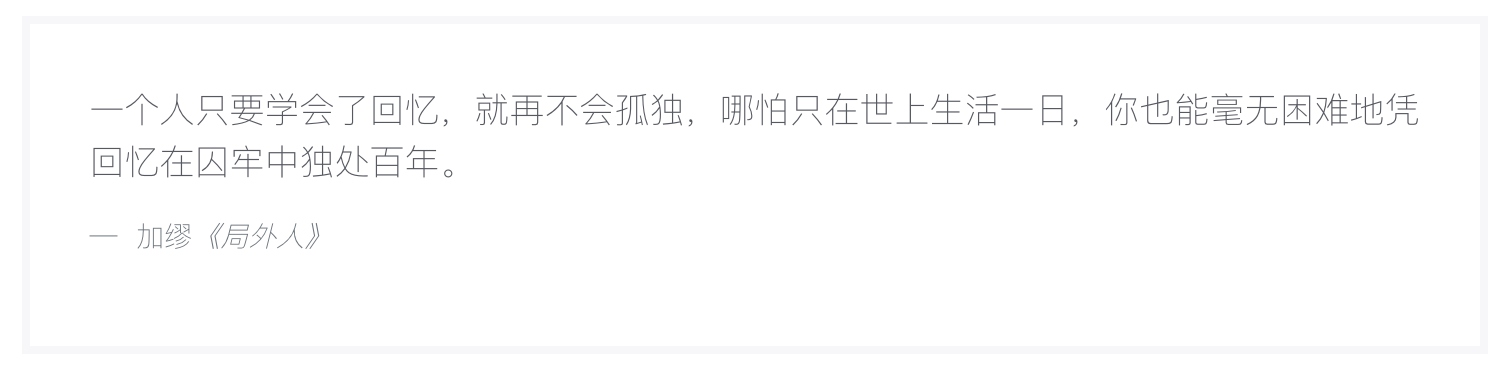 一个人只要学会了回忆，就再不会孤独，哪怕只在世上生活一日，你也能毫无困难地凭
回忆在囚牢中独处百年。
— 加缪《局外人》